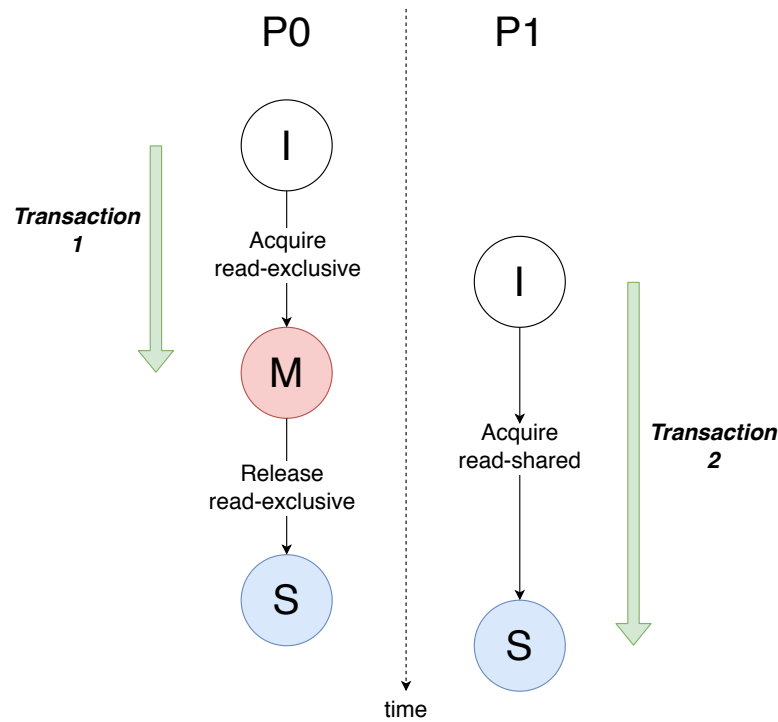 P0
P1
I
Transaction
1
Acquire
read-exclusive
I
M
Acquire
read-shared
Transaction
2
Release
read-exclusive
S
S
time